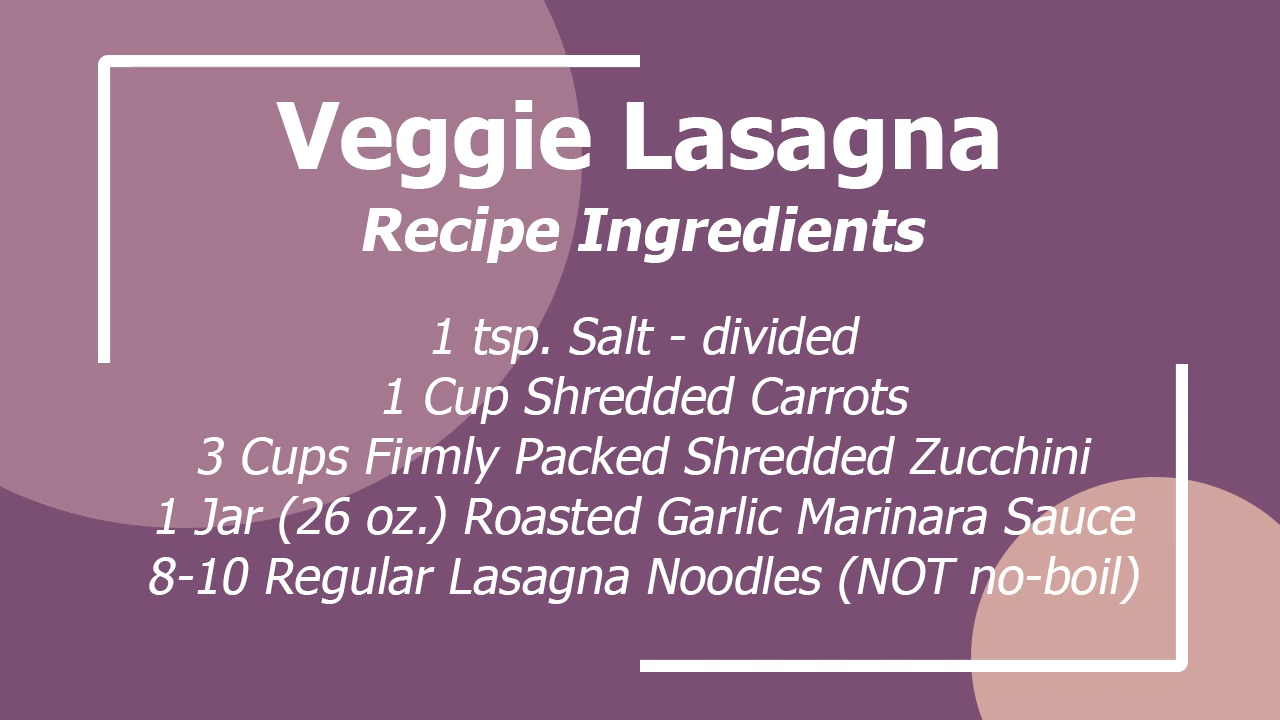 Veggie Lasagna
Recipe Ingredients
1 tsp. Salt - divided
1 Cup Shredded Carrots
3 Cups Firmly Packed Shredded Zucchini
1 Jar (26 oz.) Roasted Garlic Marinara Sauce
8-10 Regular Lasagna Noodles (NOT no-boil)